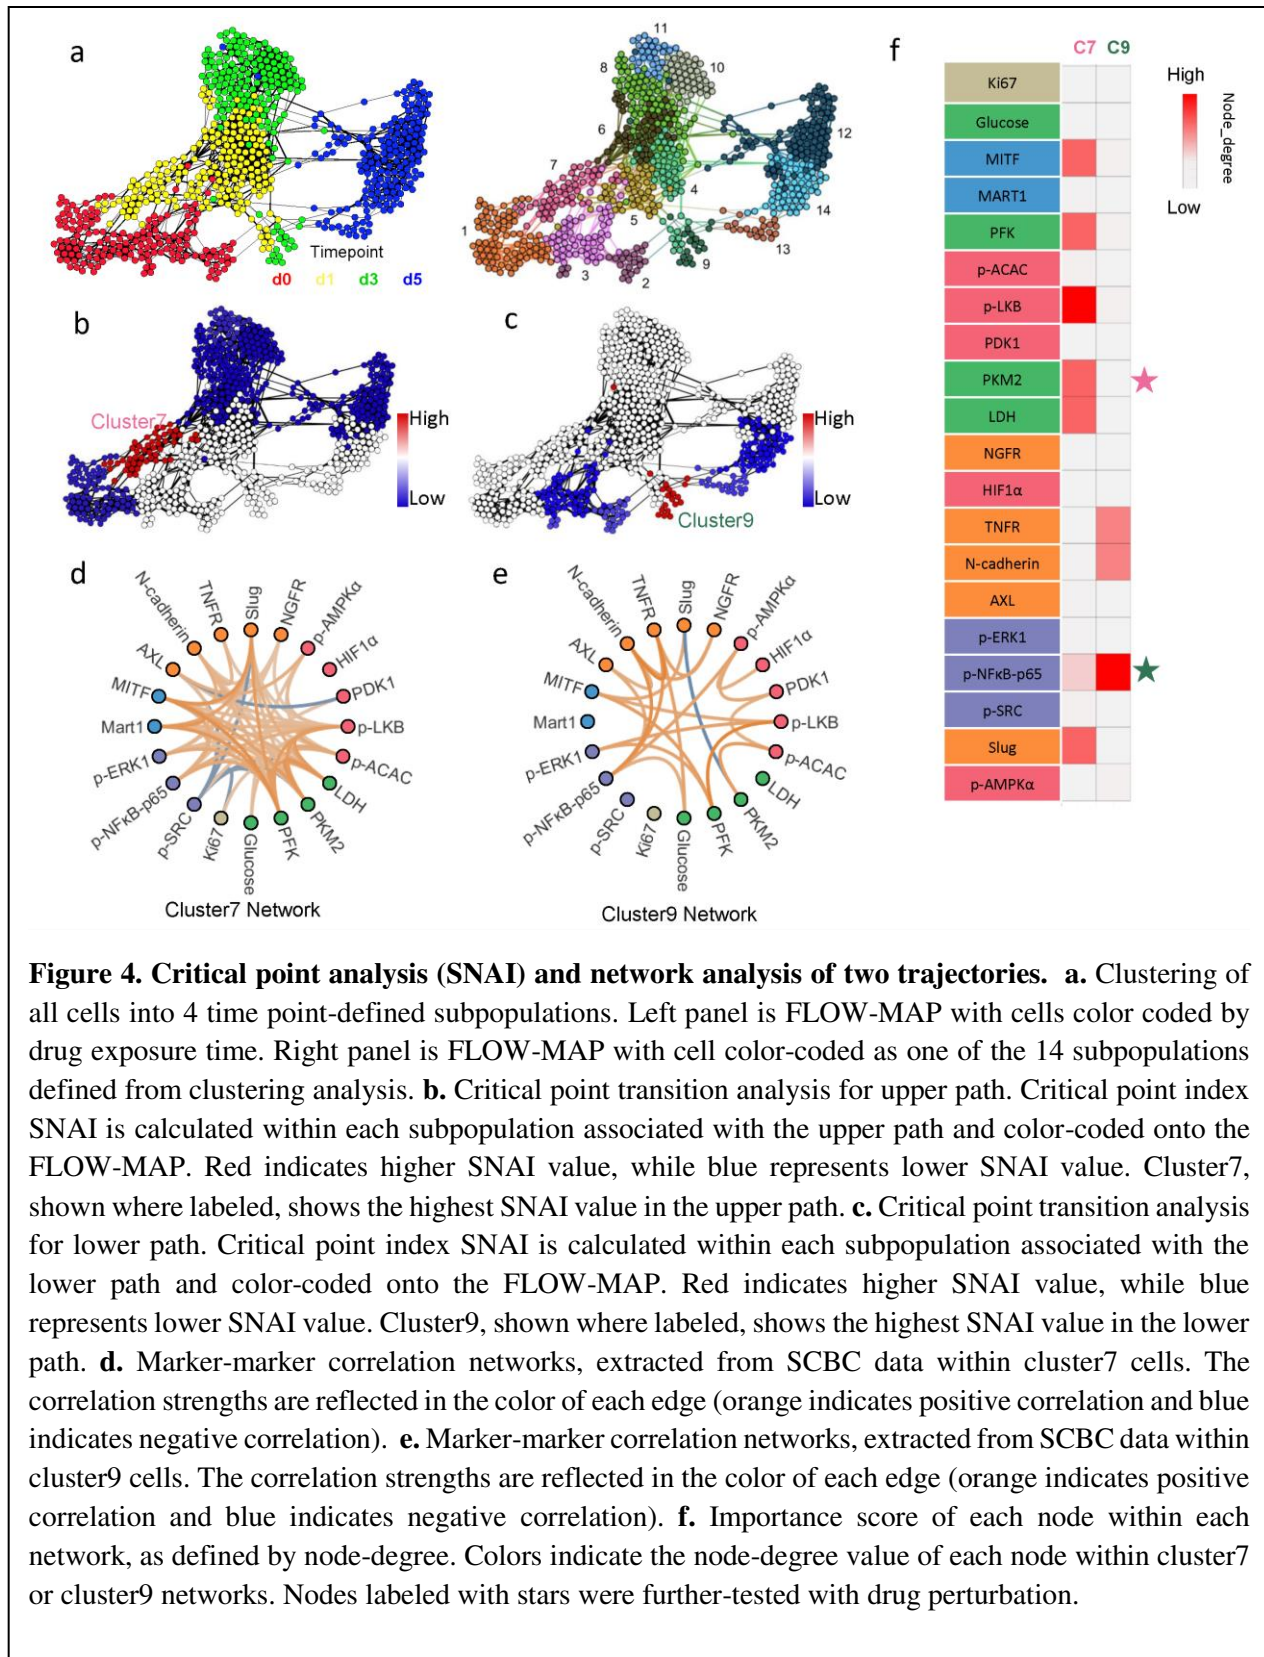 a
11
8
10
6
12
7
4
1
5
14
13
3
2
9
Timepoint
d0 d1 d3 d5
b
Cluster7
High
Low
c
High
Low
Cluster9
d
N-cadherin
TNFR
Slug
NGFR
p-AMPKα
AXL
HIF1α
MITF
PDK1
Mart1
p-LKB
p-ERK1
p-ACAC
p-NFκB-p65
LDH
p-SRC
Ki67
Glucose
PFK
PKM2
Cluster7 Network
e
N-cadherin
TNFR
Slug
NGFR
p-AMPKα
AXL
HIF1α
MITF
PDK1
Mart1
p-LKB
p-ERK1
p-ACAC
p-NFκB-p65
LDH
p-SRC
Ki67
Glucose
PFK
PKM2
Cluster9 Network
f
C7 C9
Ki67
Glucose
MITF
MART1
PFK
p-ACAC
p-LKB
PDK1
PKM2
LDH
NGFR
HIF1α
TNFR
N-cadherin
AXL
p-ERK1
p-NFκB-p65
p-SRC
Slug
p-AMPKα
High
Node_degree
Low
Figure 4. Critical point analysis (SNAI) and network analysis of two trajectories. a. Clustering of
all cells into 4 time point-defined subpopulations. Left panel is FLOW-MAP with cells color coded by
drug exposure time. Right panel is FLOW-MAP with cell color-coded as one of the 14 subpopulations
defined from clustering analysis. b. Critical point transition analysis for upper path. Critical point index
SNAI is calculated within each subpopulation associated with the upper path and color-coded onto the
FLOW-MAP. Red indicates higher SNAI value, while blue represents lower SNAI value. Cluster7,
shown where labeled, shows the highest SNAI value in the upper path. c. Critical point transition analysis
for lower path. Critical point index SNAI is calculated within each subpopulation associated with the
lower path and color-coded onto the FLOW-MAP. Red indicates higher SNAI value, while blue
represents lower SNAI value. Cluster9, shown where labeled, shows the highest SNAI value in the lower
path. d. Marker-marker correlation networks, extracted from SCBC data within cluster7 cells. The
correlation strengths are reflected in the color of each edge (orange indicates positive correlation and blue
indicates negative correlation). e. Marker-marker correlation networks, extracted from SCBC data within
cluster9 cells. The correlation strengths are reflected in the color of each edge (orange indicates positive
correlation and blue indicates negative correlation). f. Importance score of each node within each
network, as defined by node-degree. Colors indicate the node-degree value of each node within cluster7
or cluster9 networks. Nodes labeled with stars were further-tested with drug perturbation.